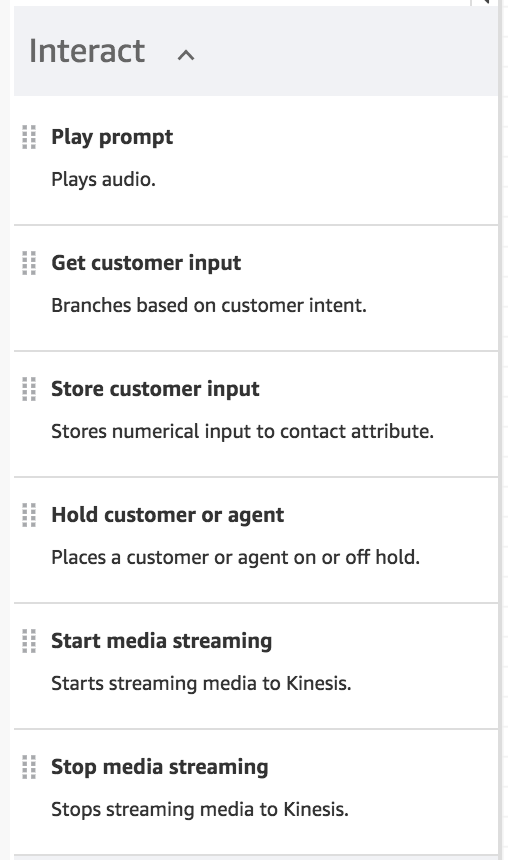 Interact
Play prompt
Plays audio.
Get customer input
Branches based on customer intent.
Store customer input
Stores numerical input to contact attribute.
Hold customer or agent
Places a customer or agent on or off hold.
Start media streaming
Starts streaming media to Kinesis.
Stop media streaming
Stops streaming media to Kinesis.